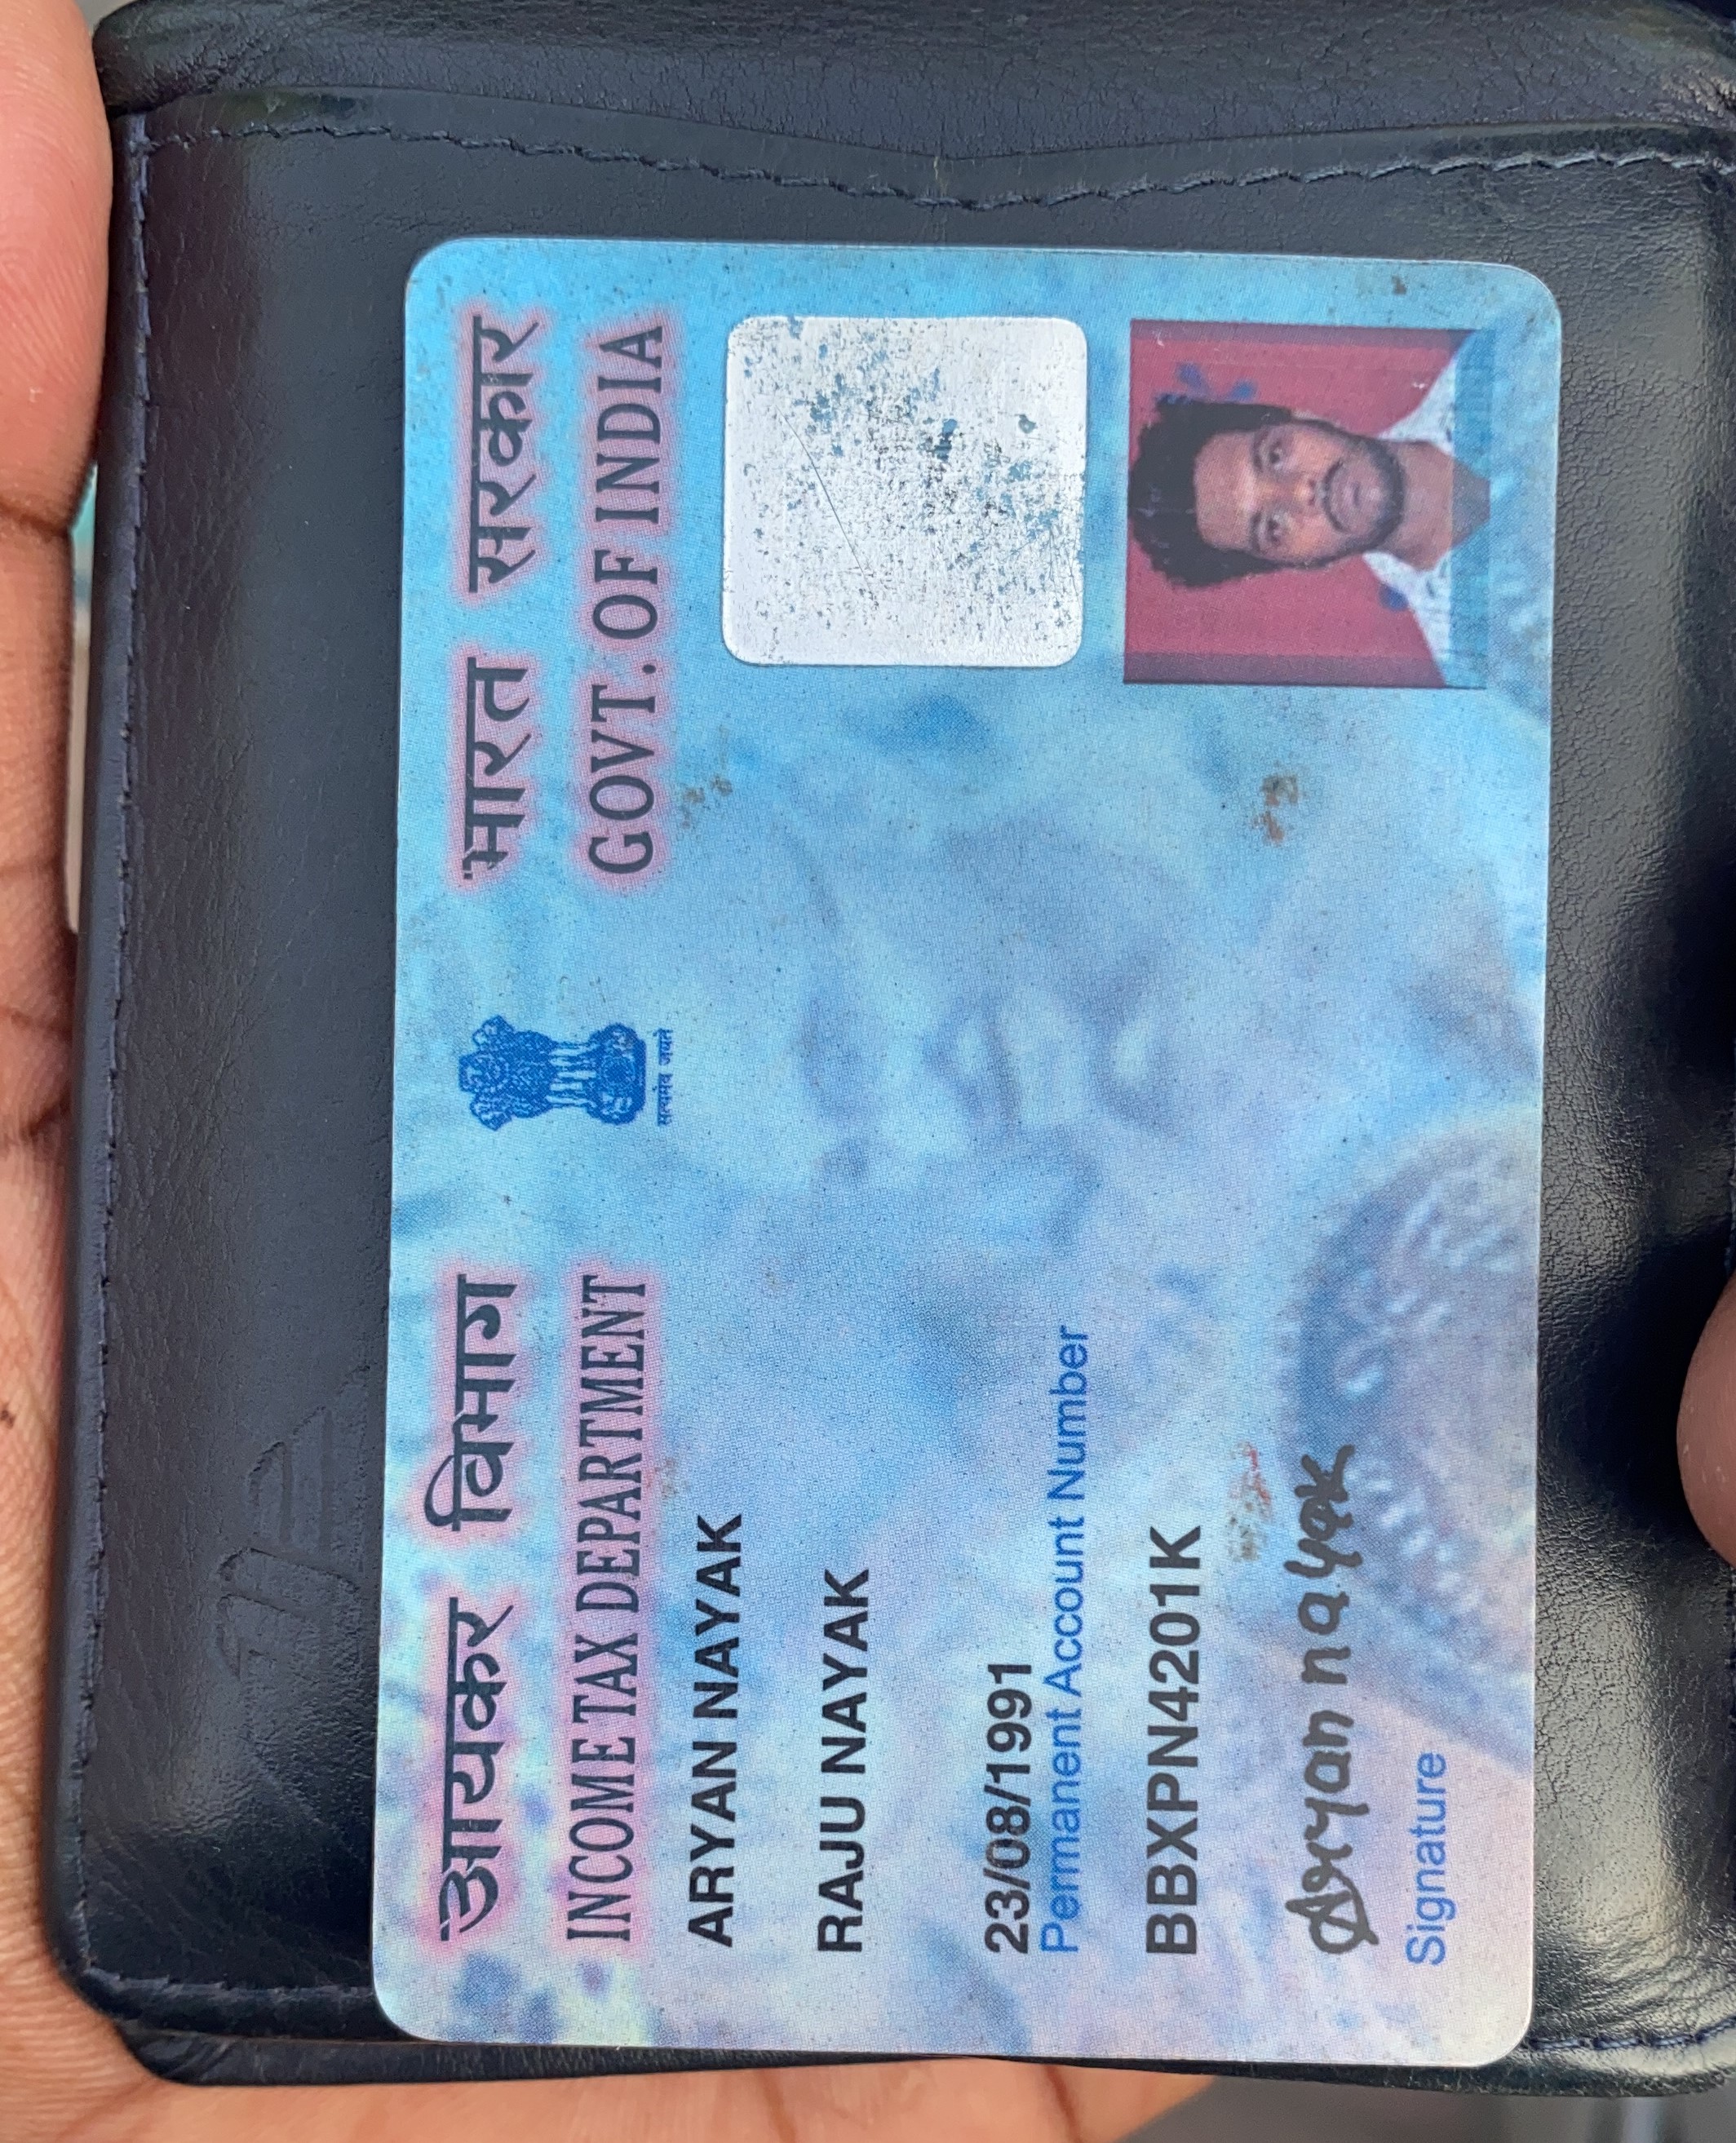 आयकर विभाग
INCOME TAX DEPARTMENT
सत्यमेव जयते
भारत सरकार
GOVT. OF INDIA
ARYAN NAYAK
RAJU NAYAK
23/08/1991
Permanent Account Number
BBXPN4201K
Aryan nayak
Signature